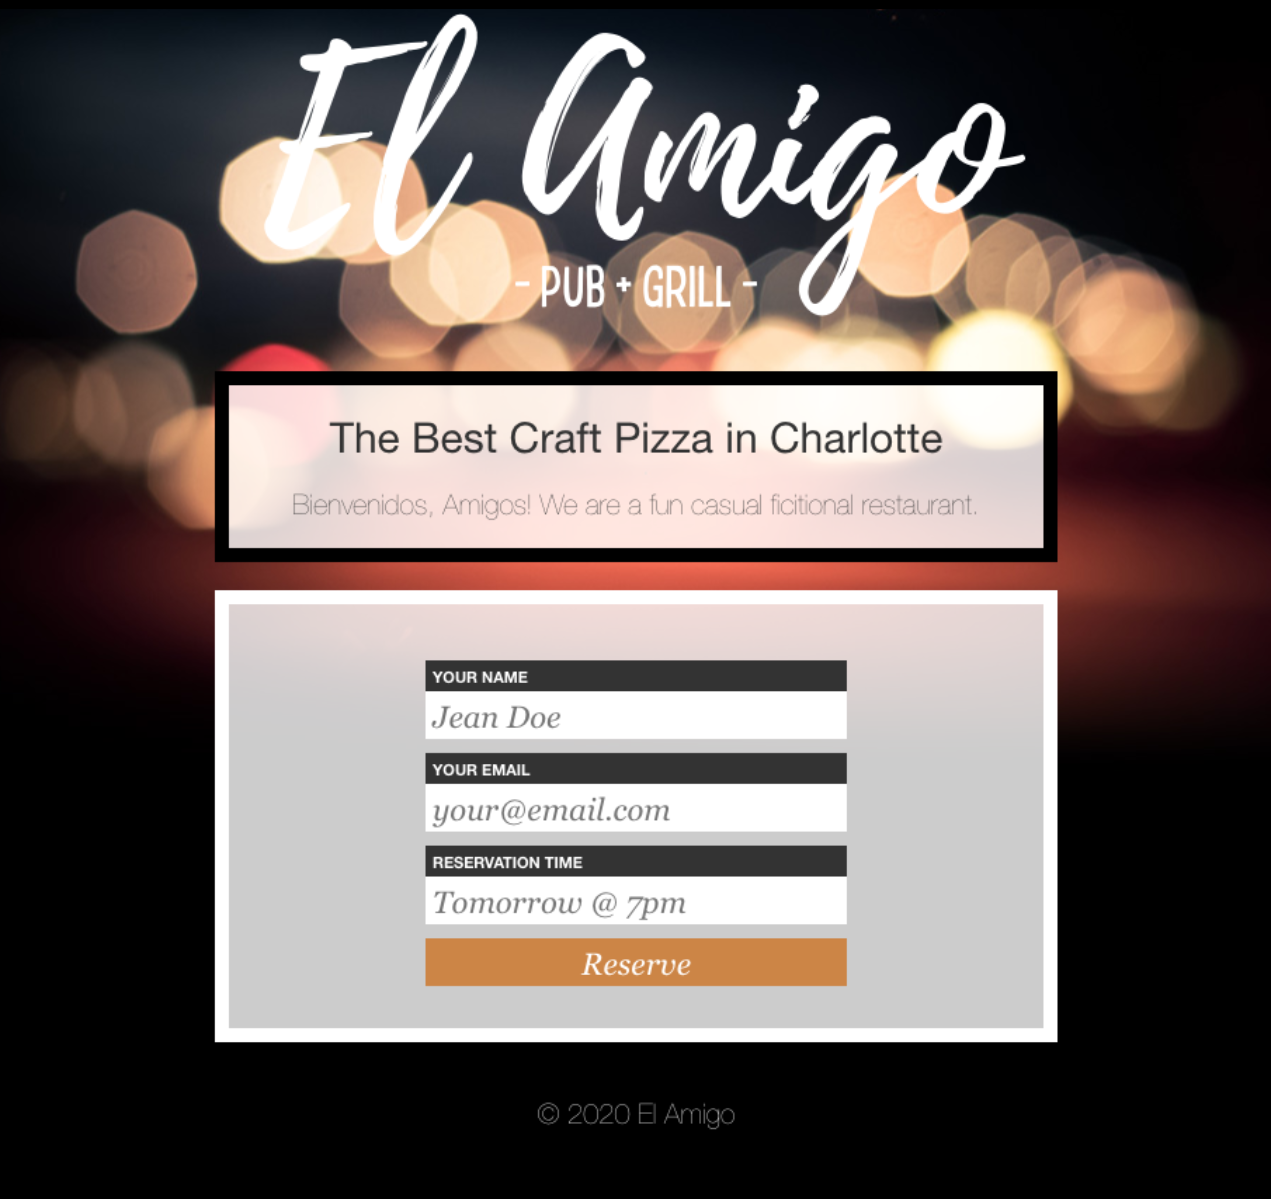 El Amigo
- PUB + GRILL -
The Best Craft Pizza in Charlotte
Bienvenidos, Amigos! We are a fun casual ficitional restaurant.
YOUR NAME
Jean Doe
YOUR EMAIL
your@email.com
RESERVATION TIME
Tomorrow @ 7pm
Reserve
© 2020 El Amigo